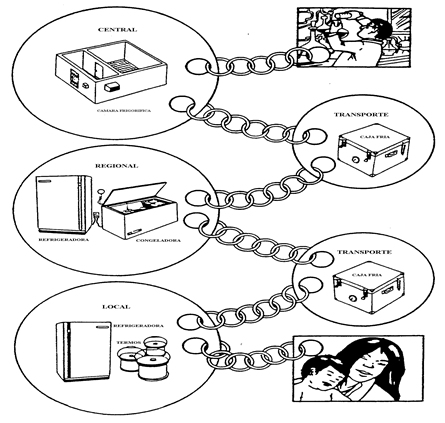 CENTRAL
CAMARA FRIGORIFICA
TRANSPORTE
CAJA FRIA
REGIONAL
REFRIGERADORA
CONGELADORA
TRANSPORTE
CAJA FRIA
LOCAL
REFRIGERADORA
TERMOS